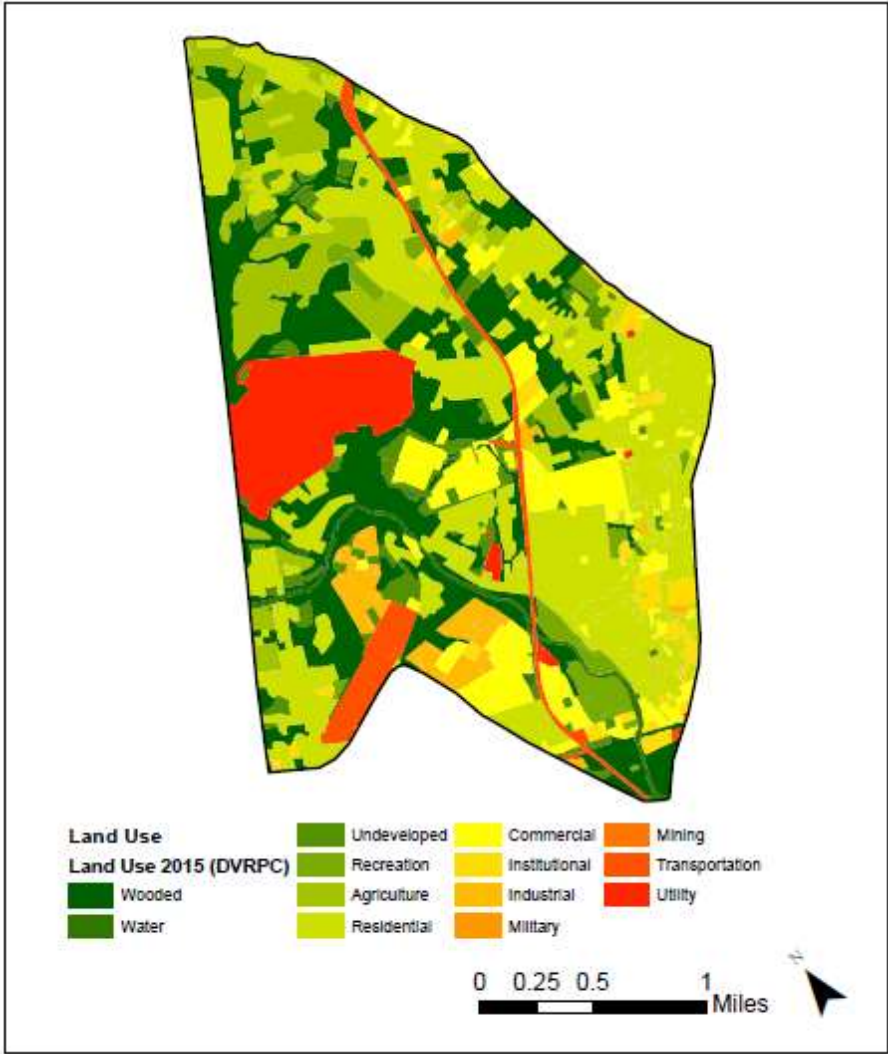 Land Use
Land Use 2015 (DVRPC)
Wooded
Water
Undeveloped
Recreation
Agriculture
Residential
Commercial
Institutional
Industrial
Military
Mining
Transportation
Utility
0 0.25 0.5 1
Miles
N